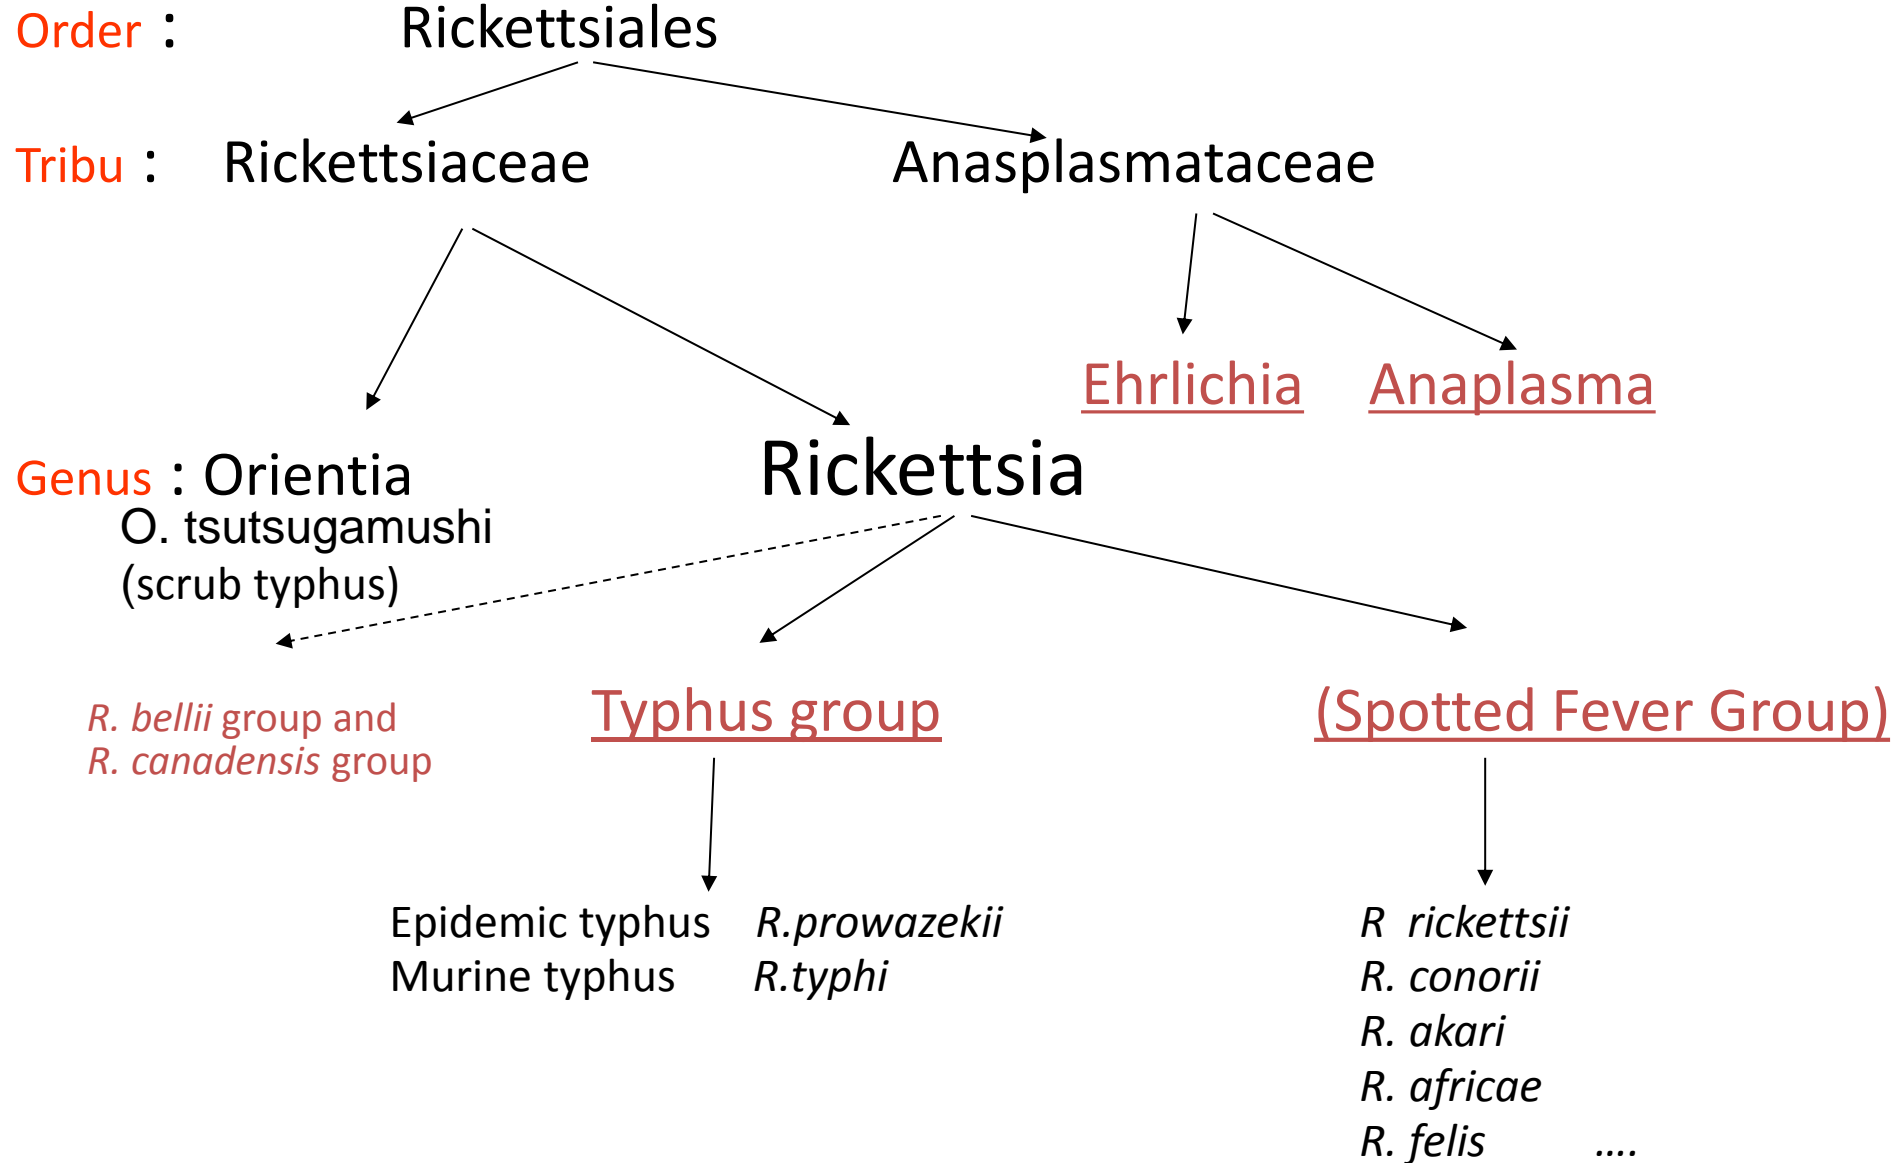 Order : Rickettsiales
Tribu : Rickettsiaceae Anasplasmataceae
Ehrlichia Anaplasma
Genus : Orientia Rickettsia
O. tsutsugamushi
(scrub typhus)
R. bellii group and
R. canadensis group
Typhus group
(Spotted Fever Group)
Epidemic typhus R.prowazekii
Murine typhus R.typhi
R rickettsii
R. conorii
R. akari
R. africae
R. felis ....